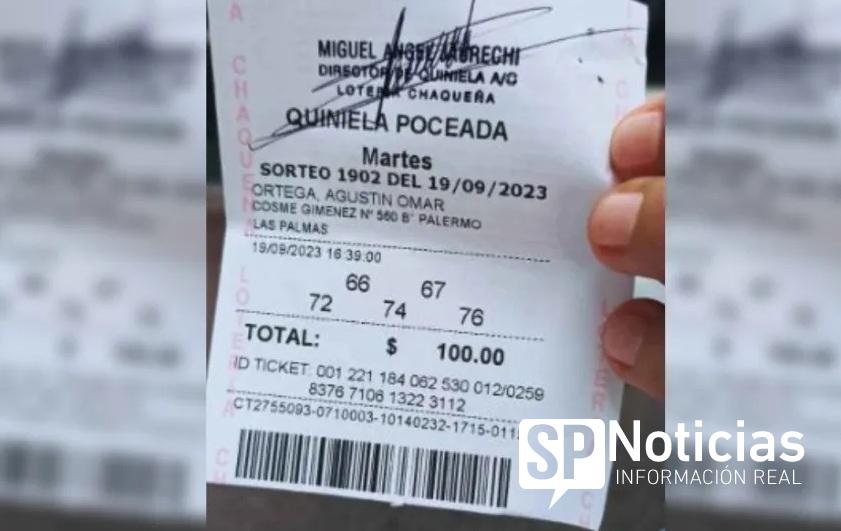 MIGUEL ANGEL
DIRECTOR DE QUINIELA A/C
LOTERIA CHAQUEÑA
QUINIELA POCEADA
Martes
SORTEO 1902 DEL 19/09/2023
ORTEGA, AGUSTIN OMAR
COSME GIMENEZ Nº 560 B° PALERMO
LAS PALMAS
19/09/2023 16:39:00
66 67
72 74 76
TOTAL: $ 100.00
ID TICKET: 001 221 184 062 530 012/0259
8376 7106 1322 3112
CT2755093-0710003-10140232-1715-011
SP Noticias
INFORMACIÓN REAL